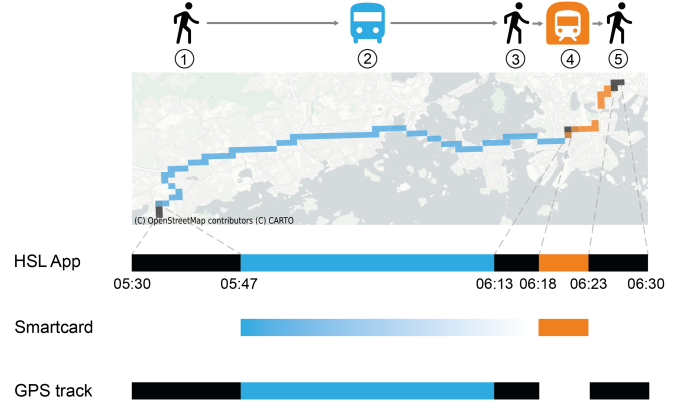 ① ② ③ ④ ⑤
(C) OpenStreetMap contributors (C) CARTO
HSL App
05:30 05:47 06:13 06:18 06:23 06:30
Smartcard
GPS track